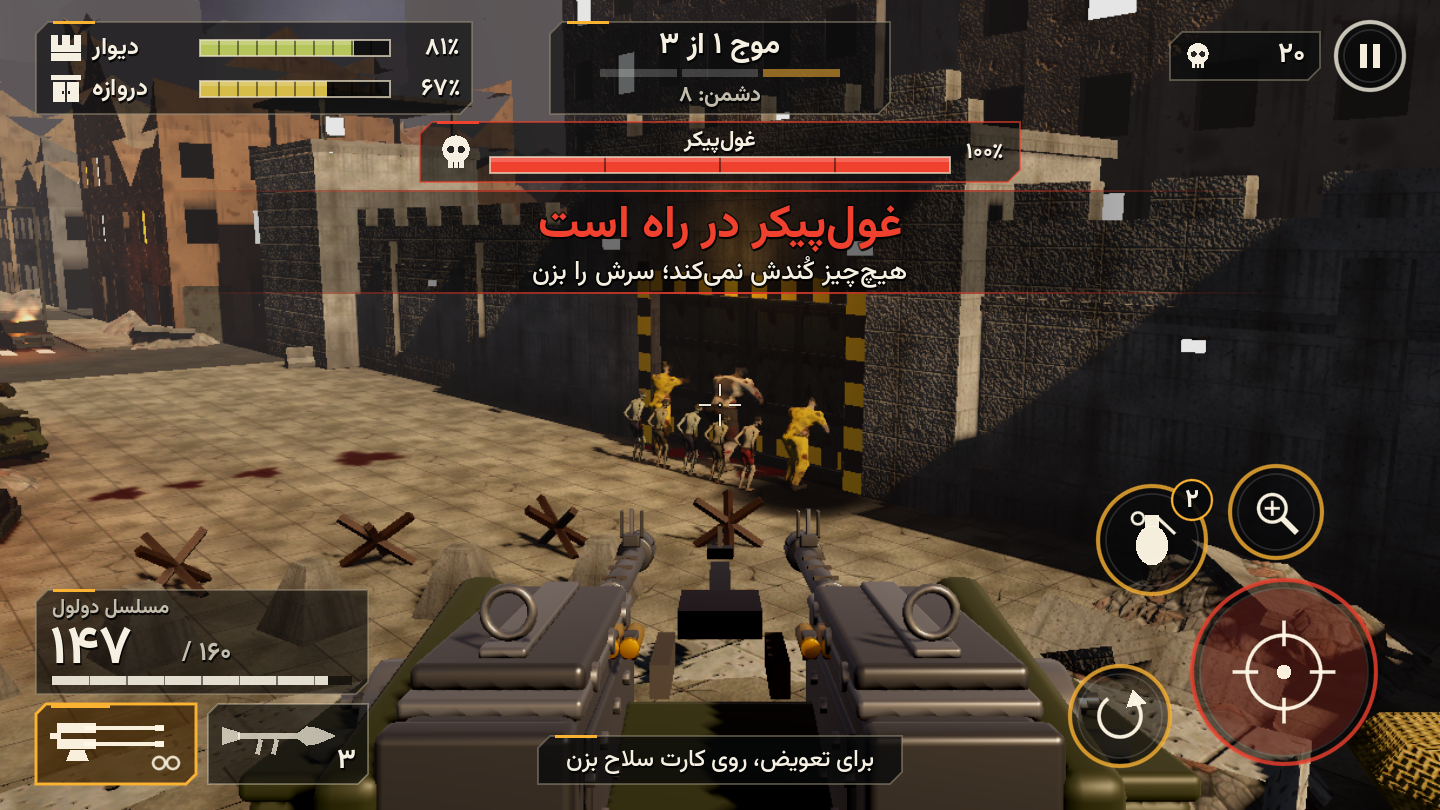 دیوار ۸۱٪
دروازه ۶۷٪
موج ۱ از ۳
دشمن: ۸
۲۰
غول‌پیکر
۱۰۰٪
غول‌پیکر در راه است
هیچ‌چیز کُندش نمی‌کند؛ سرش را بزن
۲
مسلسل دولول
۱۴۷ / ۱۶۰
∞
۳
برای تعویض، روی کارت سلاح بزن